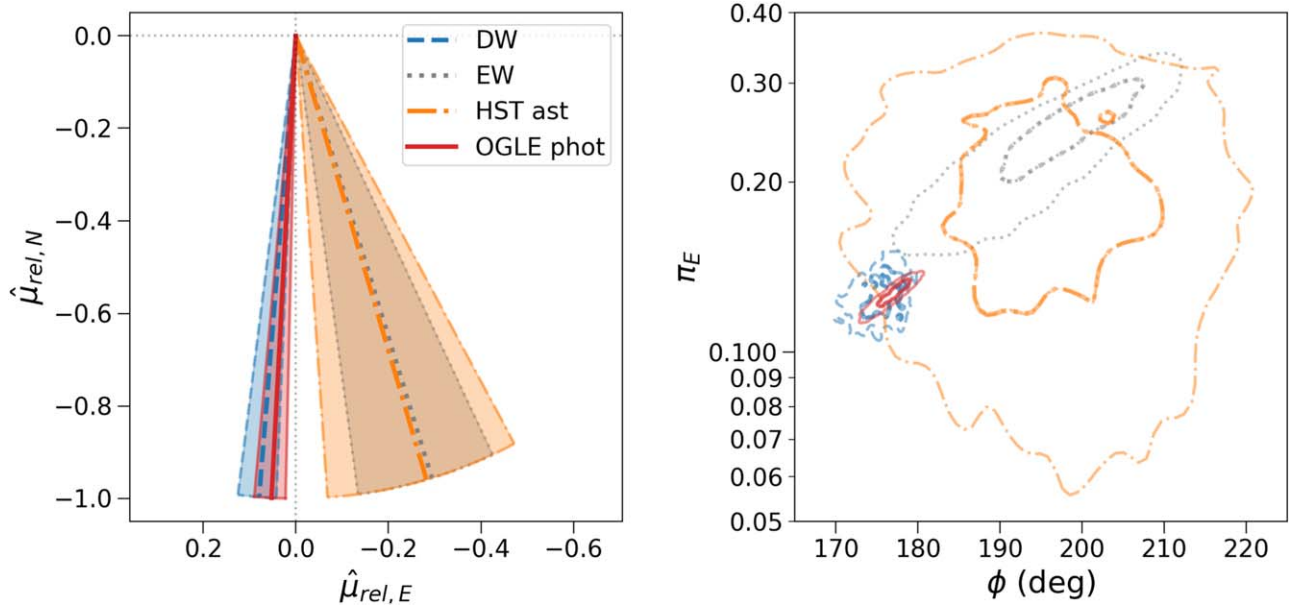 0.0
−0.2
−0.4
−0.6
−0.8
−1.0
μ̂rel, N
0.2 0.0 −0.2 −0.4 −0.6
μ̂rel, E
DW
EW
HST ast
OGLE phot
0.40
0.30
0.20
0.100
0.09
0.08
0.07
0.06
0.05
πE
170 180 190 200 210 220
ϕ (deg)